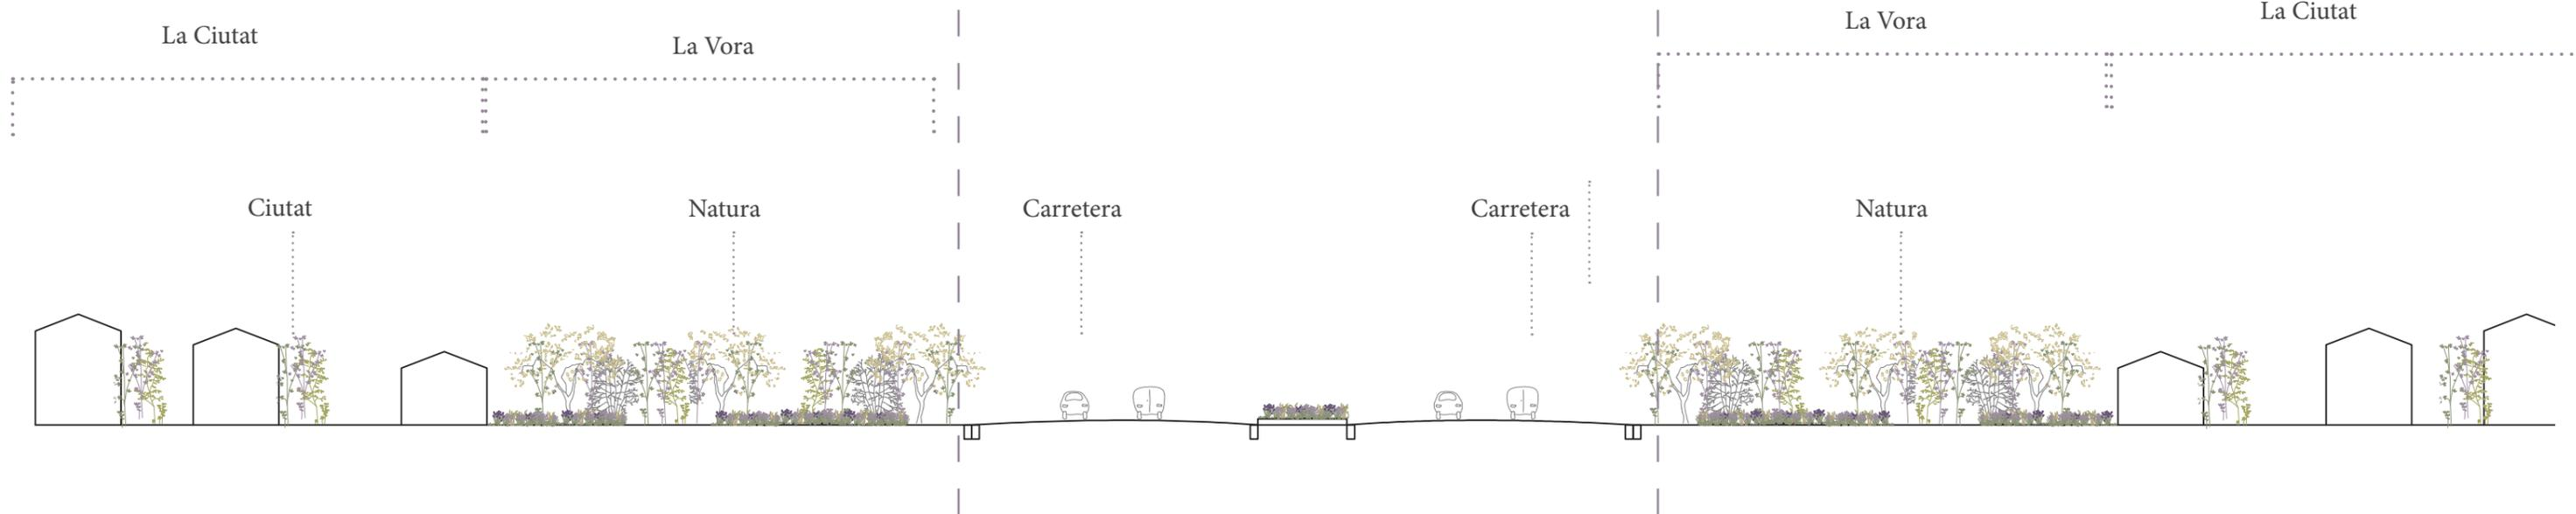 La Ciutat
La Vora
La Vora
La Ciutat
Ciutat
Natura
Carretera
Carretera
Natura